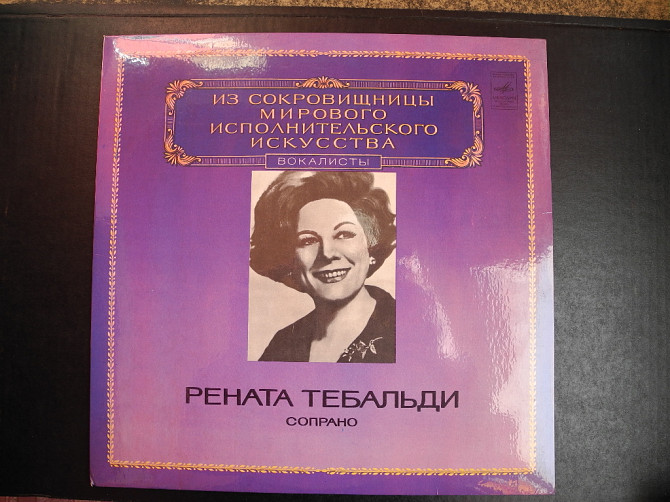 ИЗ СОКРОВИЩНИЦЫ
МИРОВОГО
ИСПОЛНИТЕЛЬСКОГО
ИСКУССТВА
ВОКАЛИСТЫ
РЕНАТА ТЕБАЛЬДИ
СОПРАНО